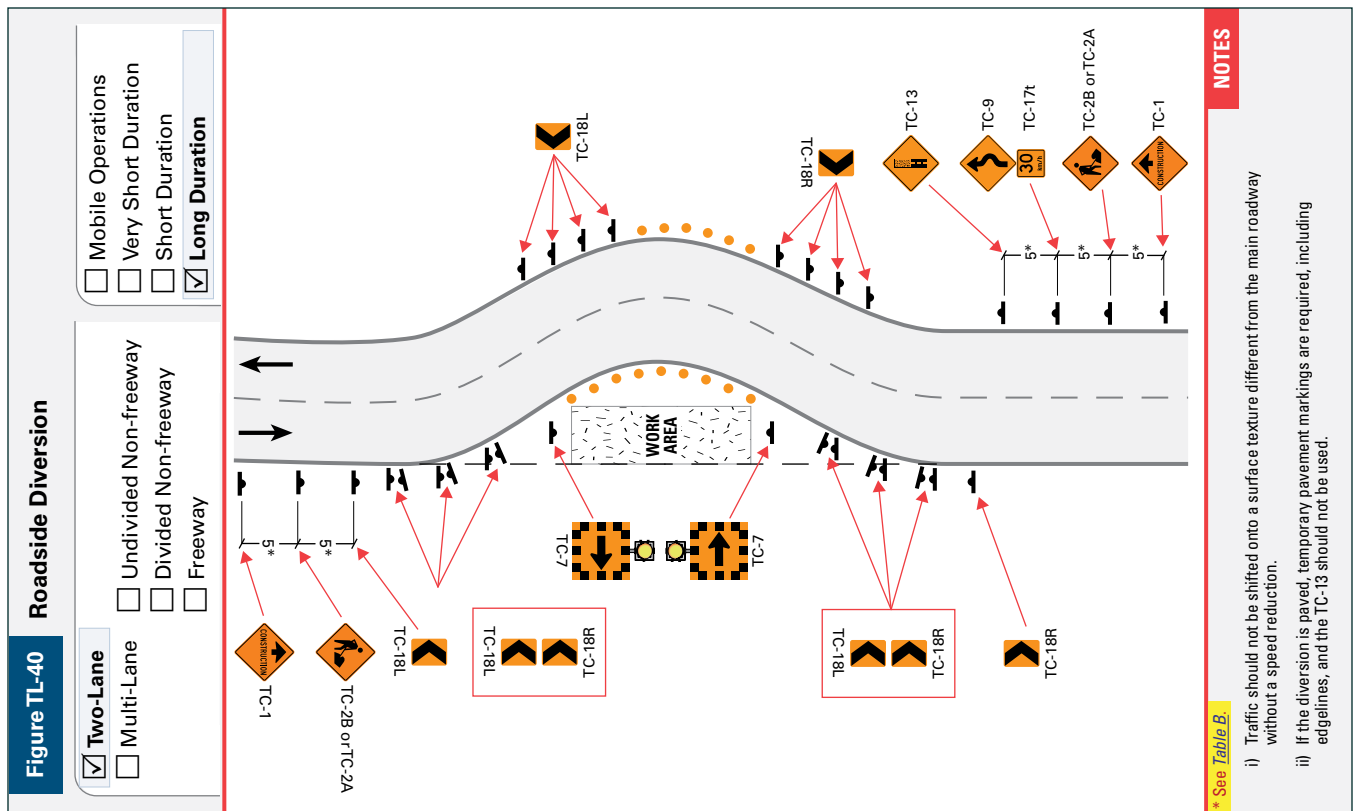 Figure TL-40
Roadside Diversion
Two-Lane
Multi-Lane
Undivided Non-freeway
Divided Non-freeway
Freeway
Mobile Operations
Very Short Duration
Short Duration
Long Duration
CONSTRUCTION
TC-1
5*
5*
TC-2B or TC-2A
TC-18L
TC-18L
TC-18R
TC-7
WORK
AREA
TC-7
TC-18L
TC-18R
TC-18R
TC-18L
TC-18R
TC-13
TC-9
30
km/h
TC-17t
TC-2B or TC-2A
CONSTRUCTION
TC-1
5*
5*
5*
NOTES
* See Table B.
i) Traffic should not be shifted onto a surface texture different from the main roadway
without a speed reduction.
ii) If the diversion is paved, temporary pavement markings are required, including
edgelines, and the TC-13 should not be used.